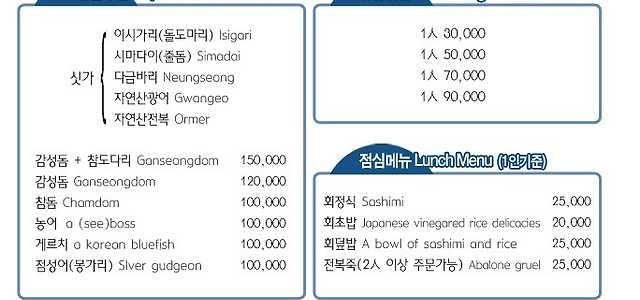 이시가리(돌도마리) Isigari
시마다이(줄돔) Simadai
싯가
다금바리 Neungseong
자연산광어 Gwangeo
자연산전복 Ormer
감성돔 + 참도다리 Ganseongdom 150,000
감성돔 Ganseongdom 120,000
참돔 Chamdom 100,000
농어 a (see)boss 100,000
게르치 a korean bluefish 100,000
점성어(몽가리) Slver gudgeon 100,000
1人 30,000
1人 50,000
1人 70,000
1人 90,000
점심메뉴 Lunch Menu (1인기준)
회정식 Sashimi 25,000
회초밥 Japanese vinegared rice delicacies 20,000
회덮밥 A bowl of sashimi and rice 25,000
전복죽(2人 이상 주문가능) Abalone gruel 25,000